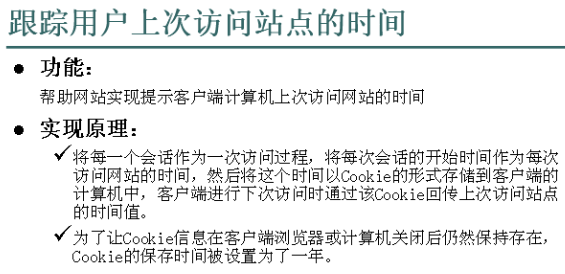 跟踪用户上次访问站点的时间
功能：
帮助网站实现提示客户端计算机上次访问网站的时间
实现原理：
将每一个会话作为一次访问过程，将每次会话的开始时间作为每次
访问网站的时间，然后将这个时间以Cookie的形式存储到客户端的
计算机中，客户端进行下次访问时通过该Cookie回传上次访问站点
的时间值。
为了让Cookie信息在客户端浏览器或计算机关闭后仍然保持存在，
Cookie的保存时间被设置为了一年。